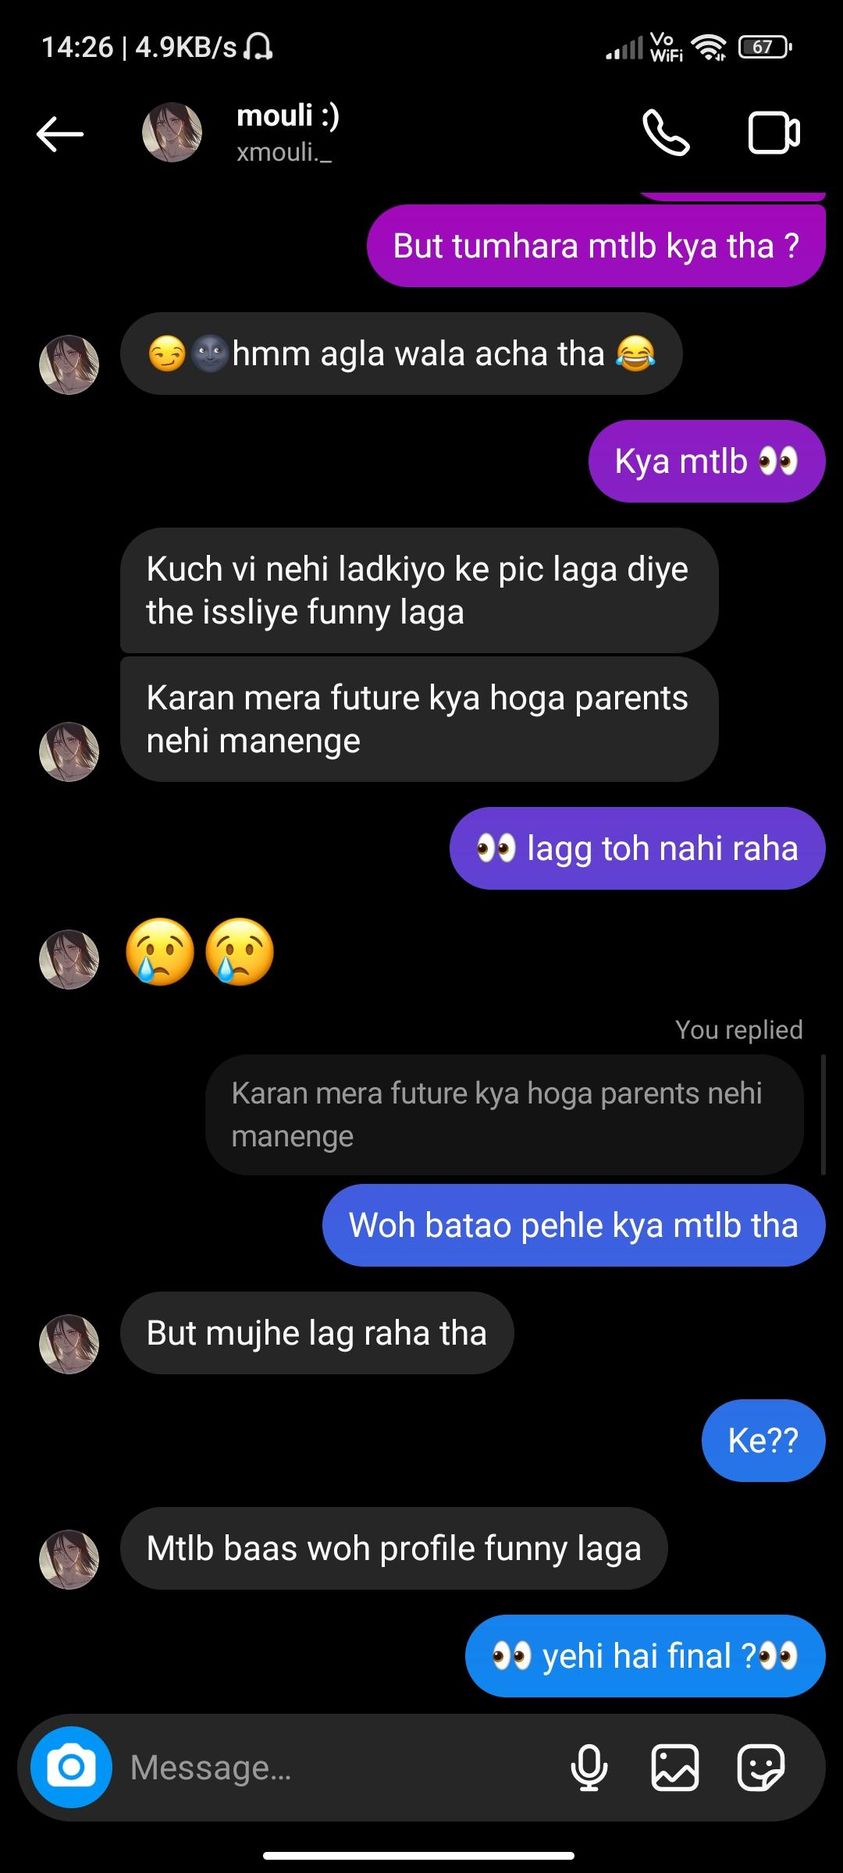 14:26 | 4.9KB/s
Vo
WiFi
67
mouli :)
xmouli._
But tumhara mtlb kya tha ?
😏🌚hmm agla wala acha tha 😂
Kya mtlb 👀
Kuch vi nehi ladkiyo ke pic laga diye
the issliye funny laga
Karan mera future kya hoga parents
nehi manenge
👀 lagg toh nahi raha
😢😢
You replied
Karan mera future kya hoga parents nehi
manenge
Woh batao pehle kya mtlb tha
But mujhe lag raha tha
Ke??
Mtlb baas woh profile funny laga
👀 yehi hai final ?👀
Message...